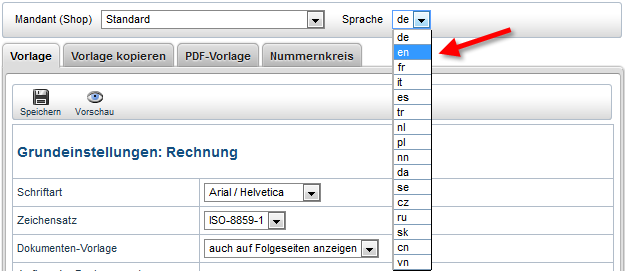 Mandant (Shop) Standard Sprache de
de
en
fr
it
es
tr
nl
pl
nn
da
se
cz
ru
sk
cn
vn
Vorlage Vorlage kopieren PDF-Vorlage Nummernkreis
Speichern Vorschau
Grundeinstellungen: Rechnung
Schriftart Arial / Helvetica
Zeichensatz ISO-8859-1
Dokumenten-Vorlage auch auf Folgeseiten anzeigen